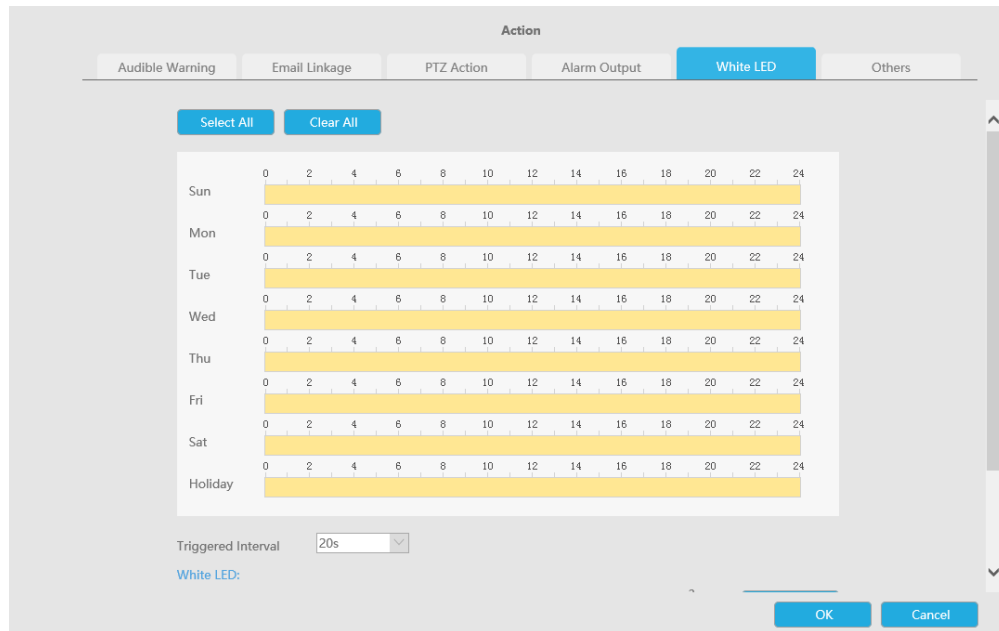 Action
Audible Warning Email Linkage PTZ Action Alarm Output White LED Others
Select All Clear All
0 2 4 6 8 10 12 14 16 18 20 22 24
Sun
0 2 4 6 8 10 12 14 16 18 20 22 24
Mon
0 2 4 6 8 10 12 14 16 18 20 22 24
Tue
0 2 4 6 8 10 12 14 16 18 20 22 24
Wed
0 2 4 6 8 10 12 14 16 18 20 22 24
Thu
0 2 4 6 8 10 12 14 16 18 20 22 24
Fri
0 2 4 6 8 10 12 14 16 18 20 22 24
Sat
0 2 4 6 8 10 12 14 16 18 20 22 24
Holiday
Triggered Interval 20s
White LED:
OK Cancel